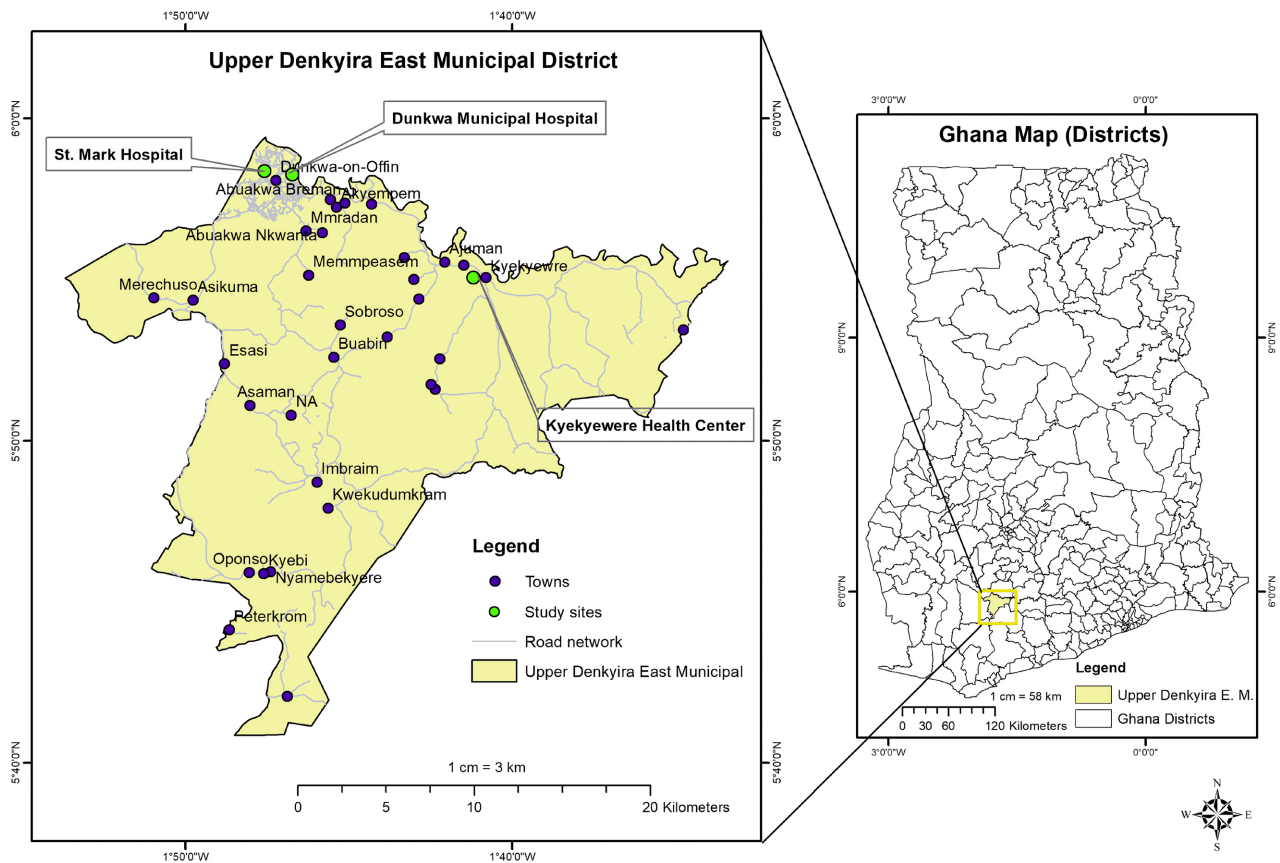 1°50'0"W
1°40'0"W
Upper Denkyira East Municipal District
6°0'0"N
6°0'0"N
Dunkwa Municipal Hospital
St. Mark Hospital
Dunkwa-on-Offin
Abuakwa Breman
Akyempem
Mmradan
Abuakwa Nkwanta
Ajuman
Memmpeasem
Kyekyewre
Merechuso
Asikuma
Sobroso
Buabin
Esasi
Asaman
NA
Kyekyewere Health Center
5°50'0"N
5°50'0"N
Imbraim
Kwekudumkram
Oponso
Kyebi
Nyamebekyere
Peterkrom
Legend
Towns
Study sites
Road network
Upper Denkyira East Municipal
5°40'0"N
5°40'0"N
1 cm = 3 km
0 5 10 20 Kilometers
1°50'0"W
1°40'0"W
3°0'0"W
0°0'0"
Ghana Map (Districts)
9°0'0"N
9°0'0"N
6°0'0"N
6°0'0"N
Legend
1 cm = 58 km
Upper Denkyira E. M.
0 30 60 120 Kilometers
Ghana Districts
3°0'0"W
0°0'0"
N
W
E
S